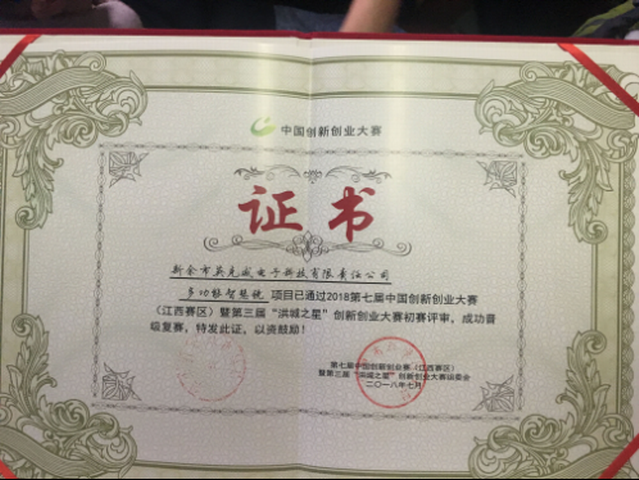 中国创新创业大赛
证书
新余市英克威电子科技有限责任公司
多功能智慧锁 项目已通过2018第七届中国创新创业大赛
（江西赛区）暨第三届“洪城之星”创新创业大赛初赛评审，成功晋
级复赛，特发此证，以资鼓励！
第七届中国创新创业赛（江西赛区）
暨第三届“洪城之星”创新创业大赛组委会
二〇一八年七月